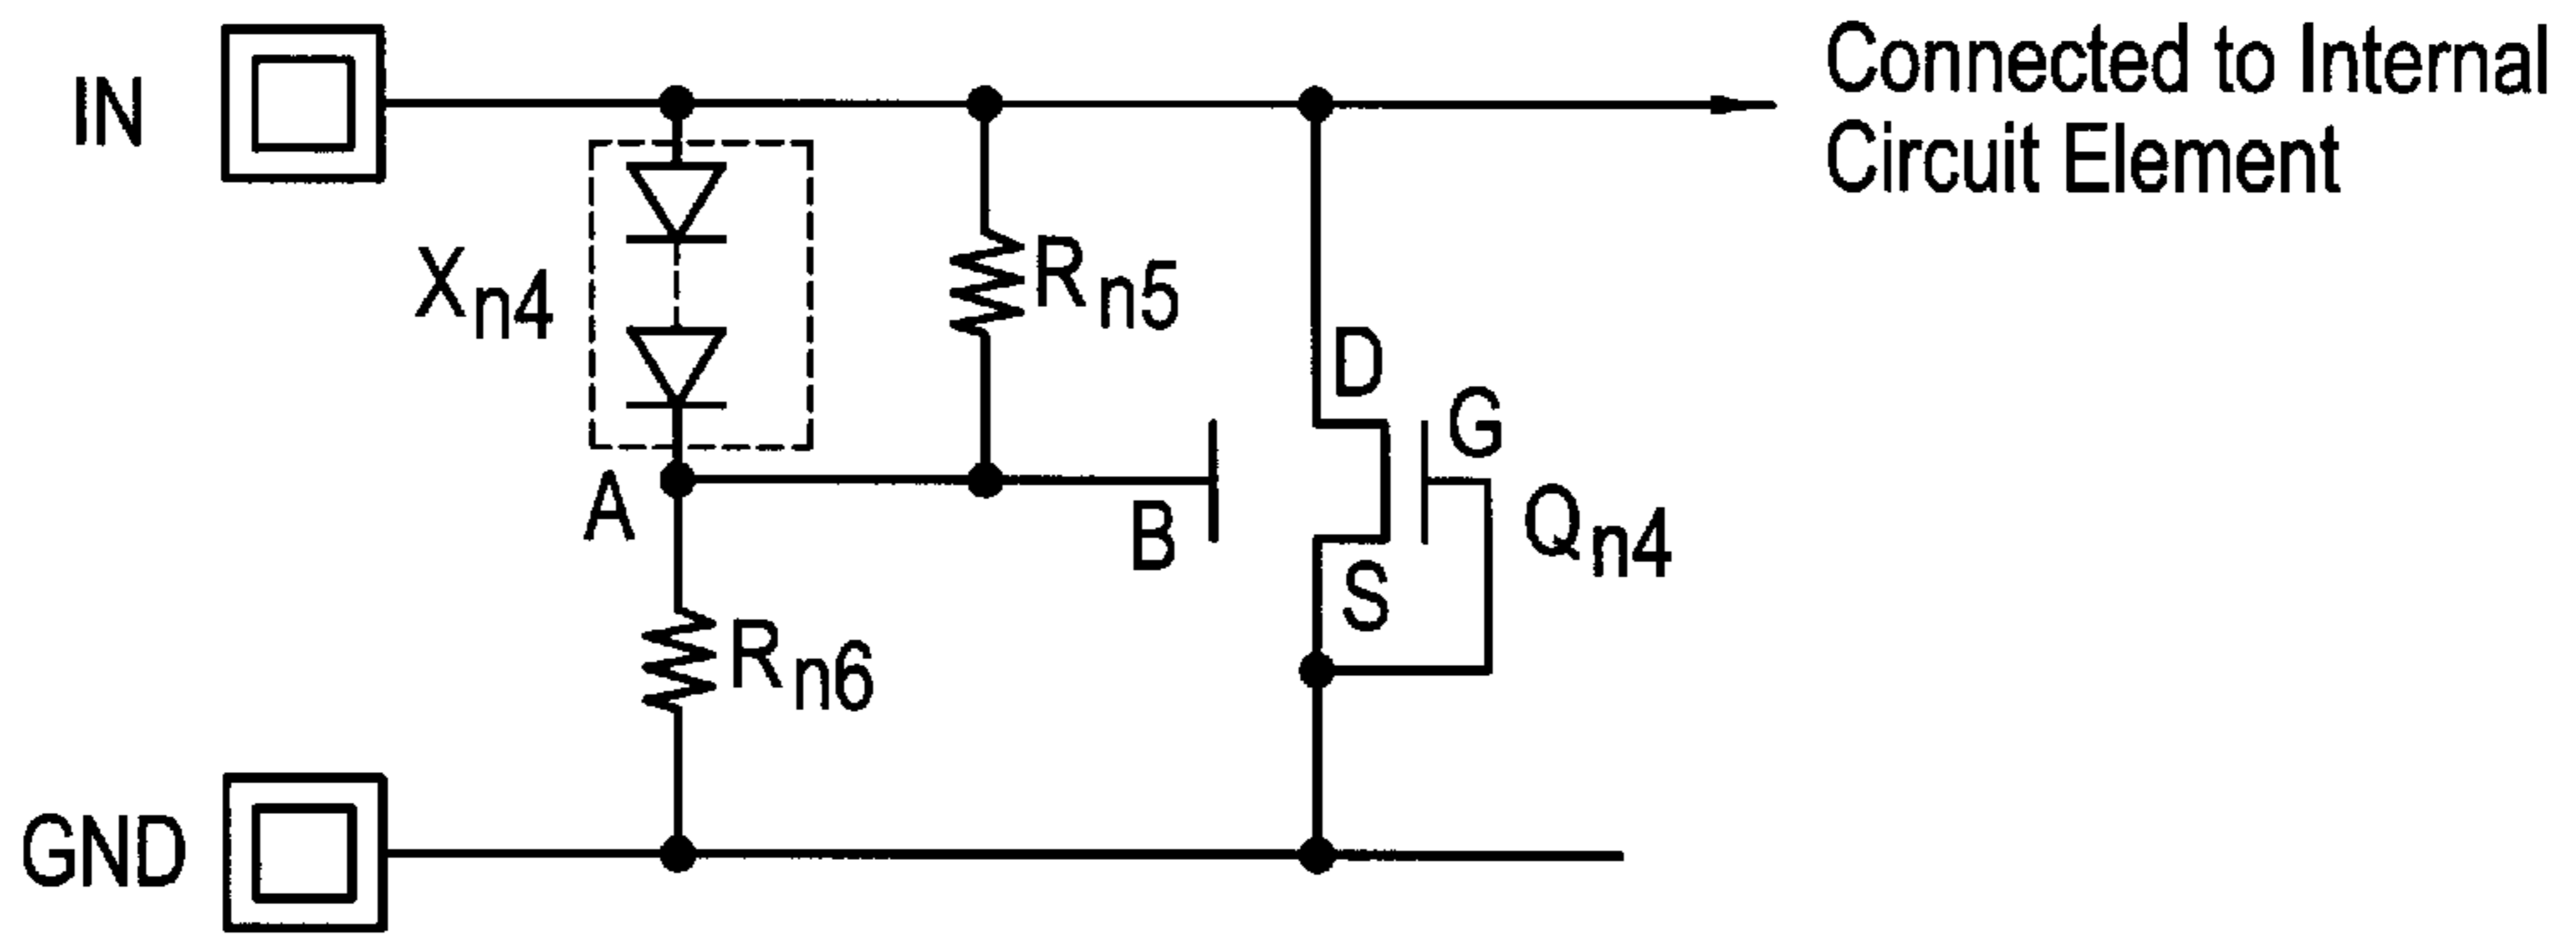 IN
Connected to Internal
Circuit Element
Xn4
Rn5
D
G
A
B
Qn4
S
Rn6
GND